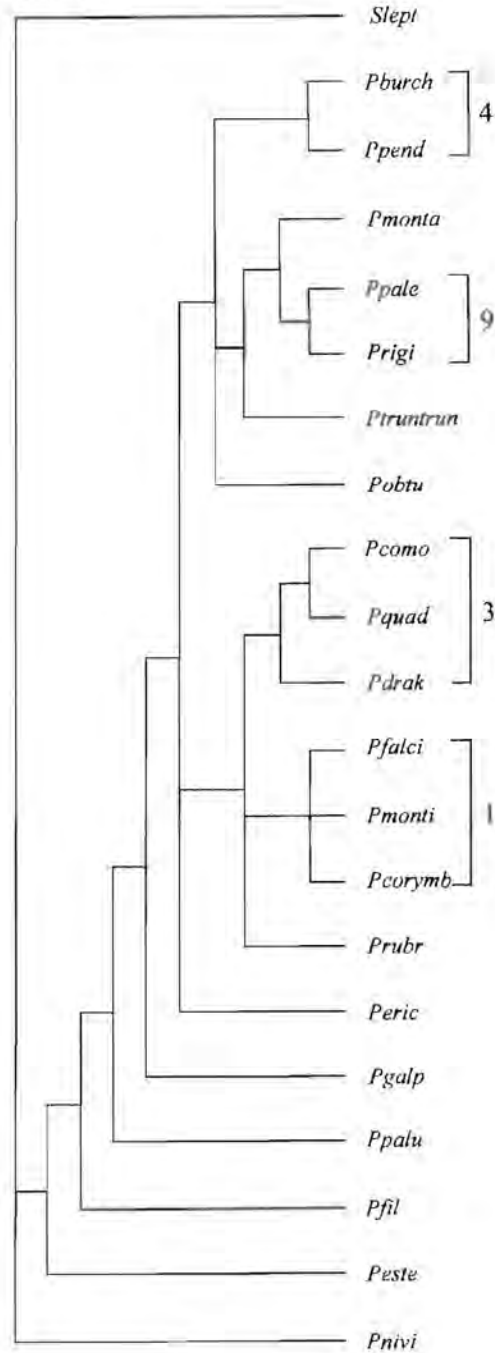 Slept
Pburch
4
Ppend
Pmonta
Ppale
9
Prigi
Ptruntrun
Pobtu
Pcomo
3
Pquad
Pdrak
Pfalci
Pmonti
1
Pcorymb
Prubr
Peric
Pgalp
Ppalu
Pfil
Peste
Pnivi